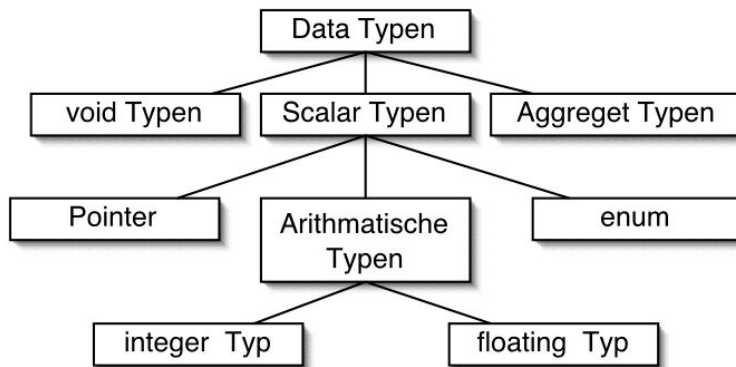 Data Typen
void Typen
Scalar Typen
Aggreget Typen
Pointer
Arithmatische
Typen
enum
integer Typ
floating Typ